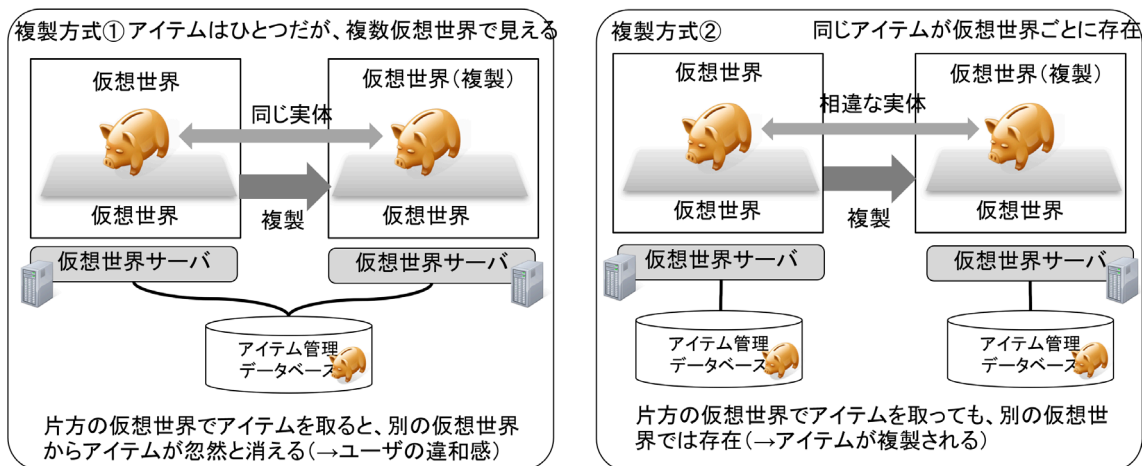 複製方式①アイテムはひとつだが、複数仮想世界で見える
仮想世界
仮想世界(複製)
同じ実体
複製
仮想世界
仮想世界
仮想世界サーバ
仮想世界サーバ
アイテム管理
データベース
片方の仮想世界でアイテムを取ると、別の仮想世界
からアイテムが忽然と消える(→ユーザの違和感)
複製方式②
同じアイテムが仮想世界ごとに存在
仮想世界
仮想世界(複製)
相違な実体
複製
仮想世界
仮想世界
仮想世界サーバ
仮想世界サーバ
アイテム管理
データベース
アイテム管理
データベース
片方の仮想世界でアイテムを取っても、別の仮想世
界では存在(→アイテムが複製される)